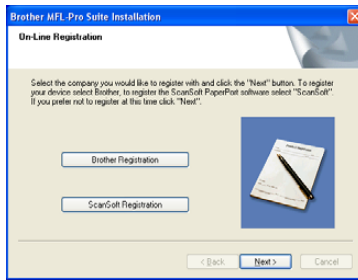 Brother MFL-Pro Suite Installation
On-Line Registration
Select the company you would like to register with and click the "Next" button. To register
your device select Brother, to register the ScanSoft PaperPort software select "ScanSoft".
If you prefer not to register at this time click "Next".
Brother Registration
ScanSoft Registration
< Back
Next >
Cancel